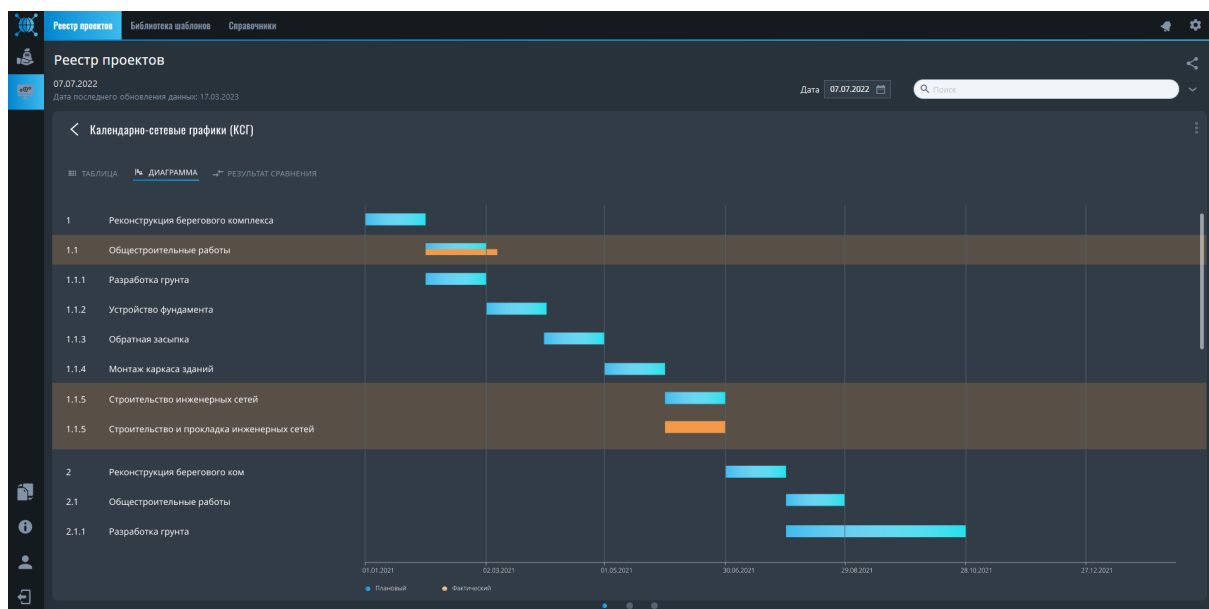 Реестр проектов Библиотека шаблонов Справочники
Реестр проектов
07.07.2022
Дата последнего обновления данных: 17.03.2023
Дата 07.07.2022 Поиск
Календарно-сетевые графики (КСГ)
ТАБЛИЦА ДИАГРАММА РЕЗУЛЬТАТ СРАВНЕНИЯ
1 Реконструкция берегового комплекса
1.1 Общестроительные работы
1.1.1 Разработка грунта
1.1.2 Устройство фундамента
1.1.3 Обратная засыпка
1.1.4 Монтаж каркаса зданий
1.1.5 Строительство инженерных сетей
1.1.5 Строительство и прокладка инженерных сетей
2 Реконструкция берегового ком
2.1 Общестроительные работы
2.1.1 Разработка грунта
01.01.2021 02.03.2021 01.05.2021 30.06.2021 29.08.2021 28.10.2021 27.12.2021
Плановый Фактический